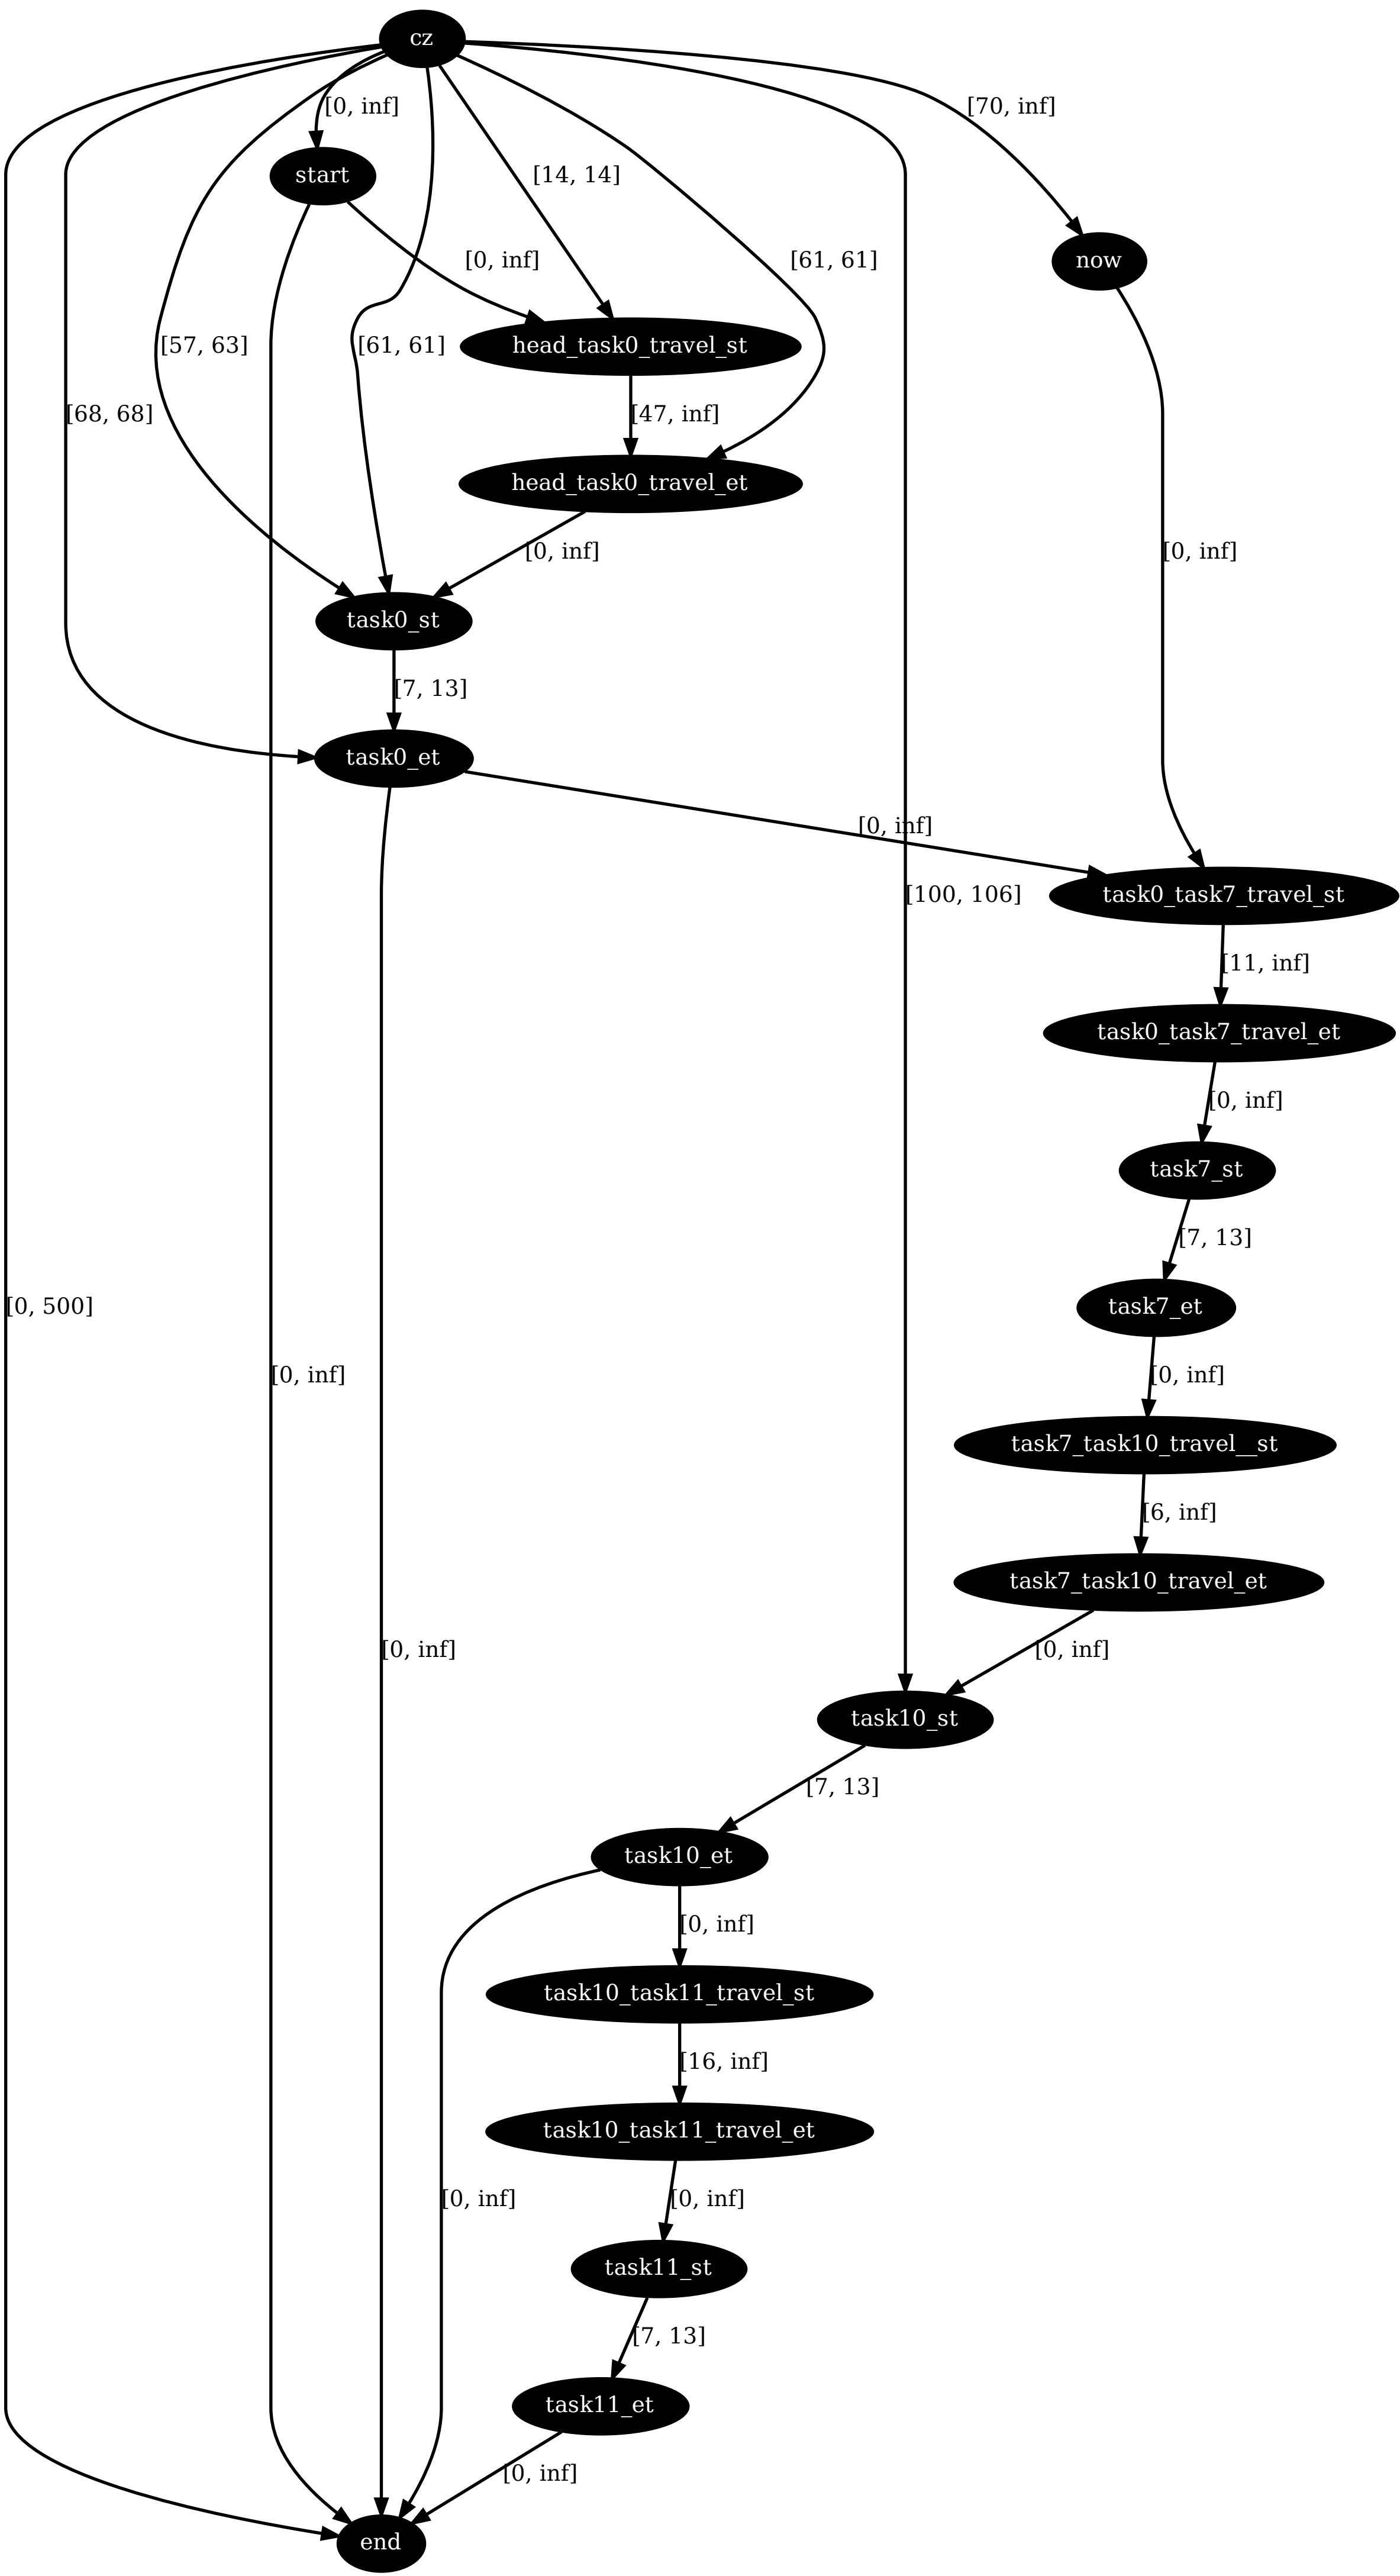 cz
[0, inf]
[70, inf]
start
[14, 14]
now
[0, inf]
[61, 61]
[57, 63]
[61, 61]
head_task0_travel_st
[68, 68]
[47, inf]
head_task0_travel_et
[0, inf]
[0, inf]
task0_st
[7, 13]
task0_et
[0, inf]
[100, 106]
task0_task7_travel_st
[11, inf]
task0_task7_travel_et
[0, inf]
task7_st
[7, 13]
[0, 500]
task7_et
[0, inf]
[0, inf]
task7_task10_travel__st
[6, inf]
task7_task10_travel_et
[0, inf]
[0, inf]
task10_st
[7, 13]
task10_et
[0, inf]
task10_task11_travel_st
[16, inf]
task10_task11_travel_et
[0, inf]
[0, inf]
task11_st
[7, 13]
task11_et
[0, inf]
end